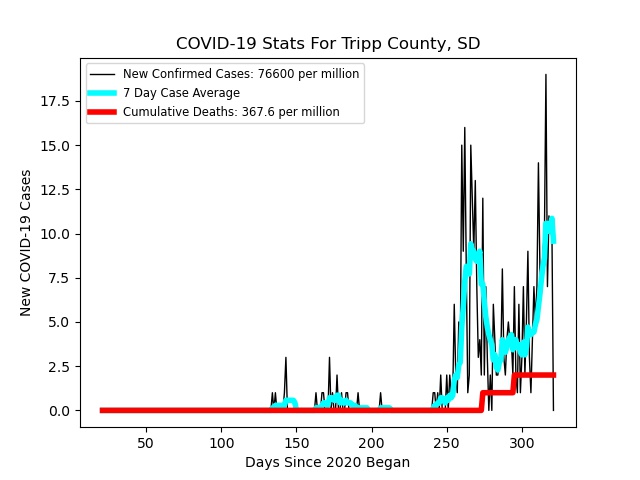 COVID-19 Stats For Tripp County, SD
New Confirmed Cases: 76600 per million
7 Day Case Average
Cumulative Deaths: 367.6 per million
New COVID-19 Cases
17.5
15.0
12.5
10.0
7.5
5.0
2.5
0.0
50 100 150 200 250 300
Days Since 2020 Began